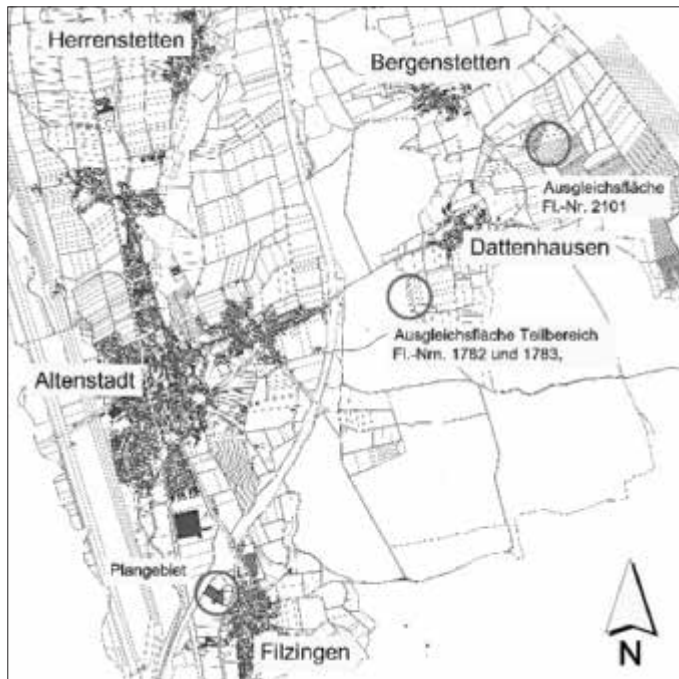 Herrenstetten
Bergenstetten
Ausgleichsfläche
Fl.-Nr. 2101
Dattenhausen
Ausgleichsfläche Teilbereich
Fl.-Nrn. 1782 und 1783,
Altenstadt
Plangebiet
Filzingen
N